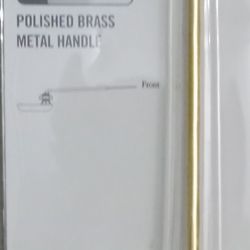 POLISHED BRASS
METAL HANDLE
Front